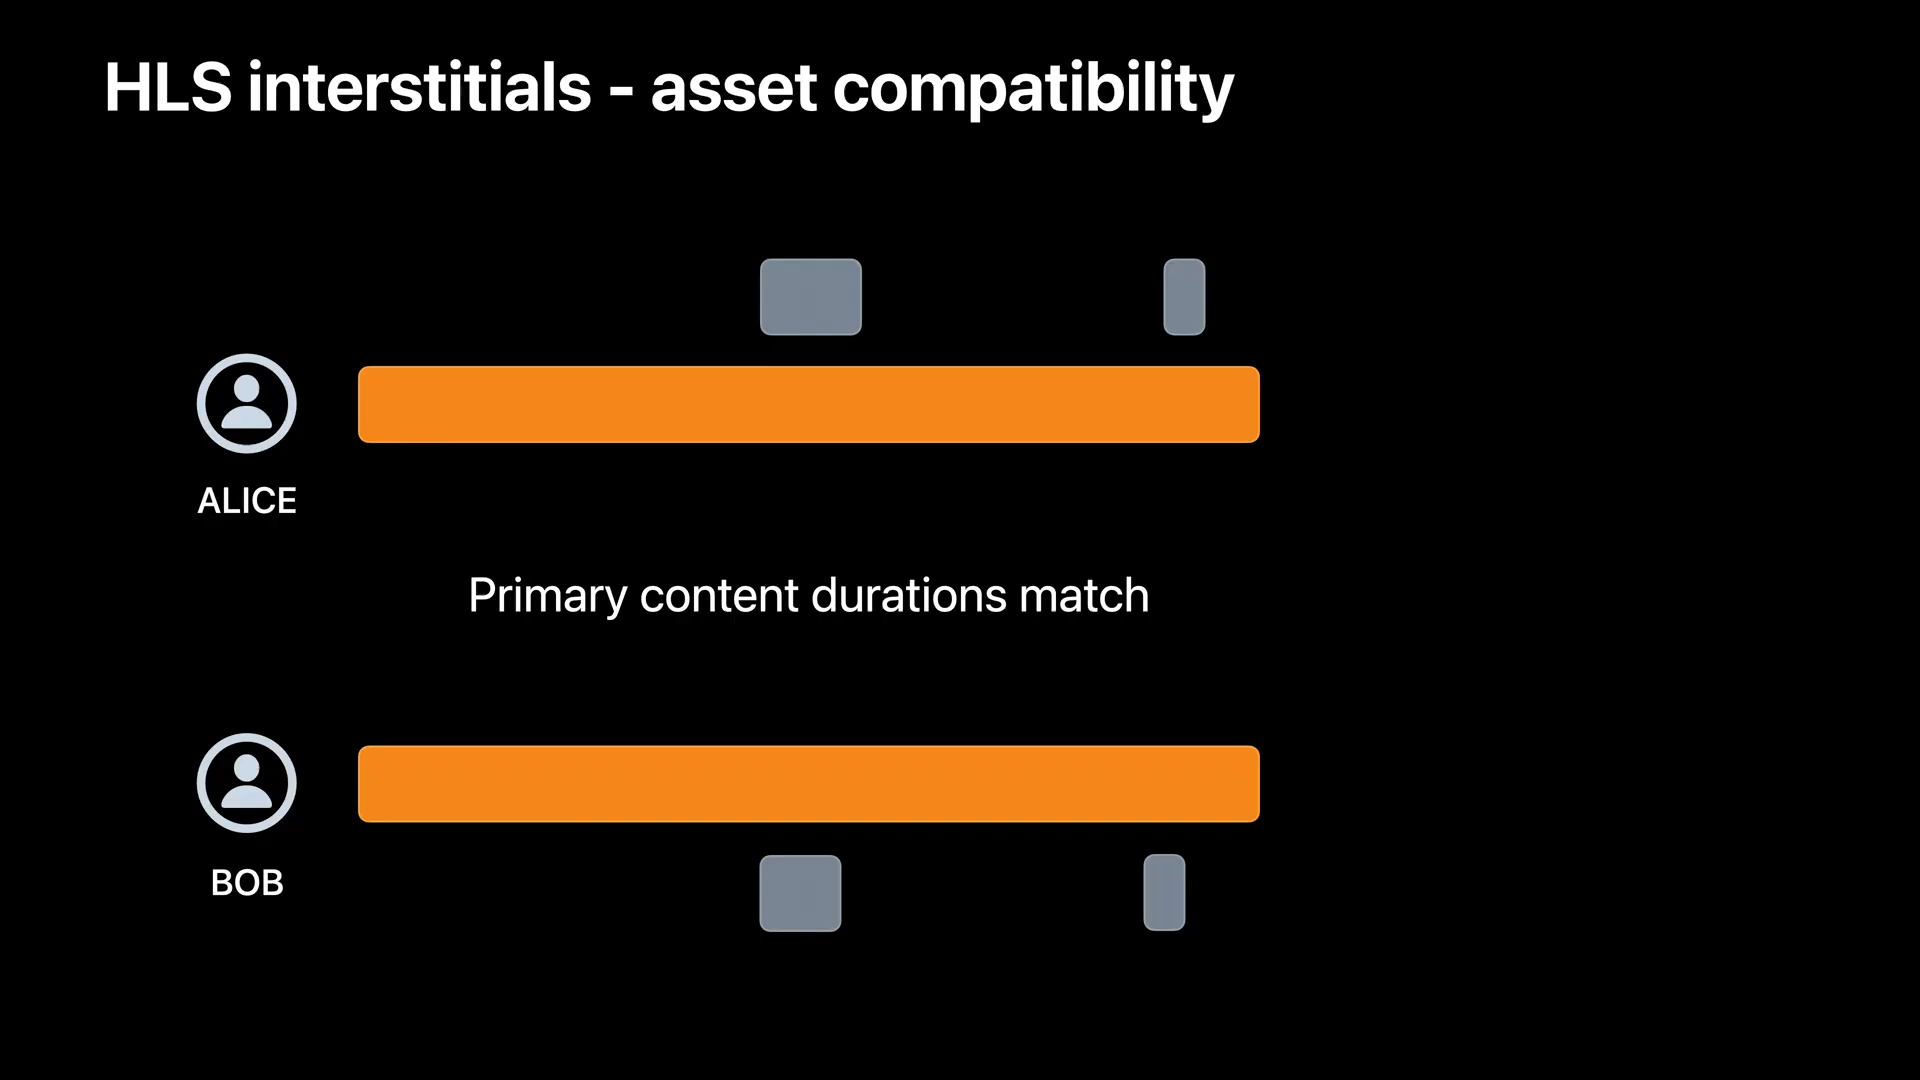 HLS interstitials - asset compatibility
ALICE
Primary content durations match
BOB